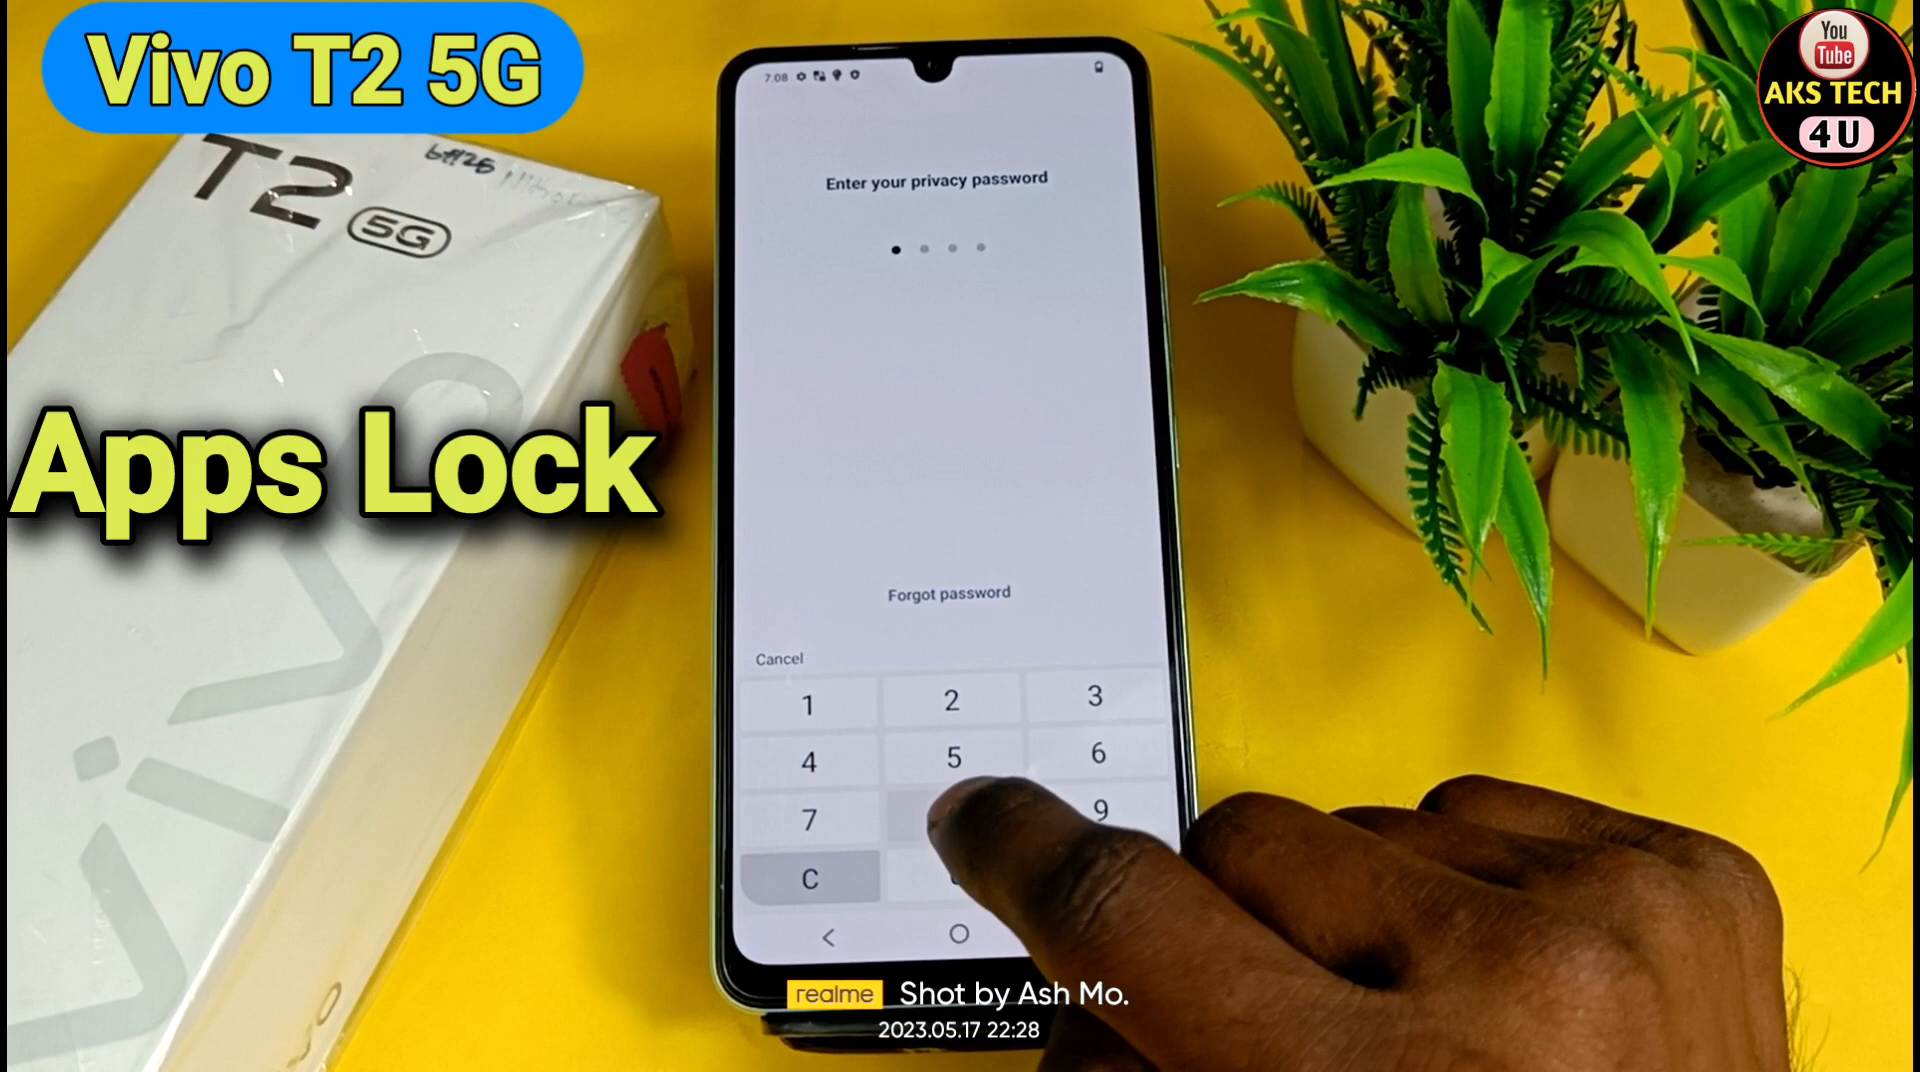 Vivo T2 5G
You
Tube
AKS TECH
4 U
T2 5G
7:08
Enter your privacy password
Apps Lock
vivo
Forgot password
Cancel
1 2 3
4 5 6
7 9
C
realme Shot by Ash Mo.
2023.05.17 22:28